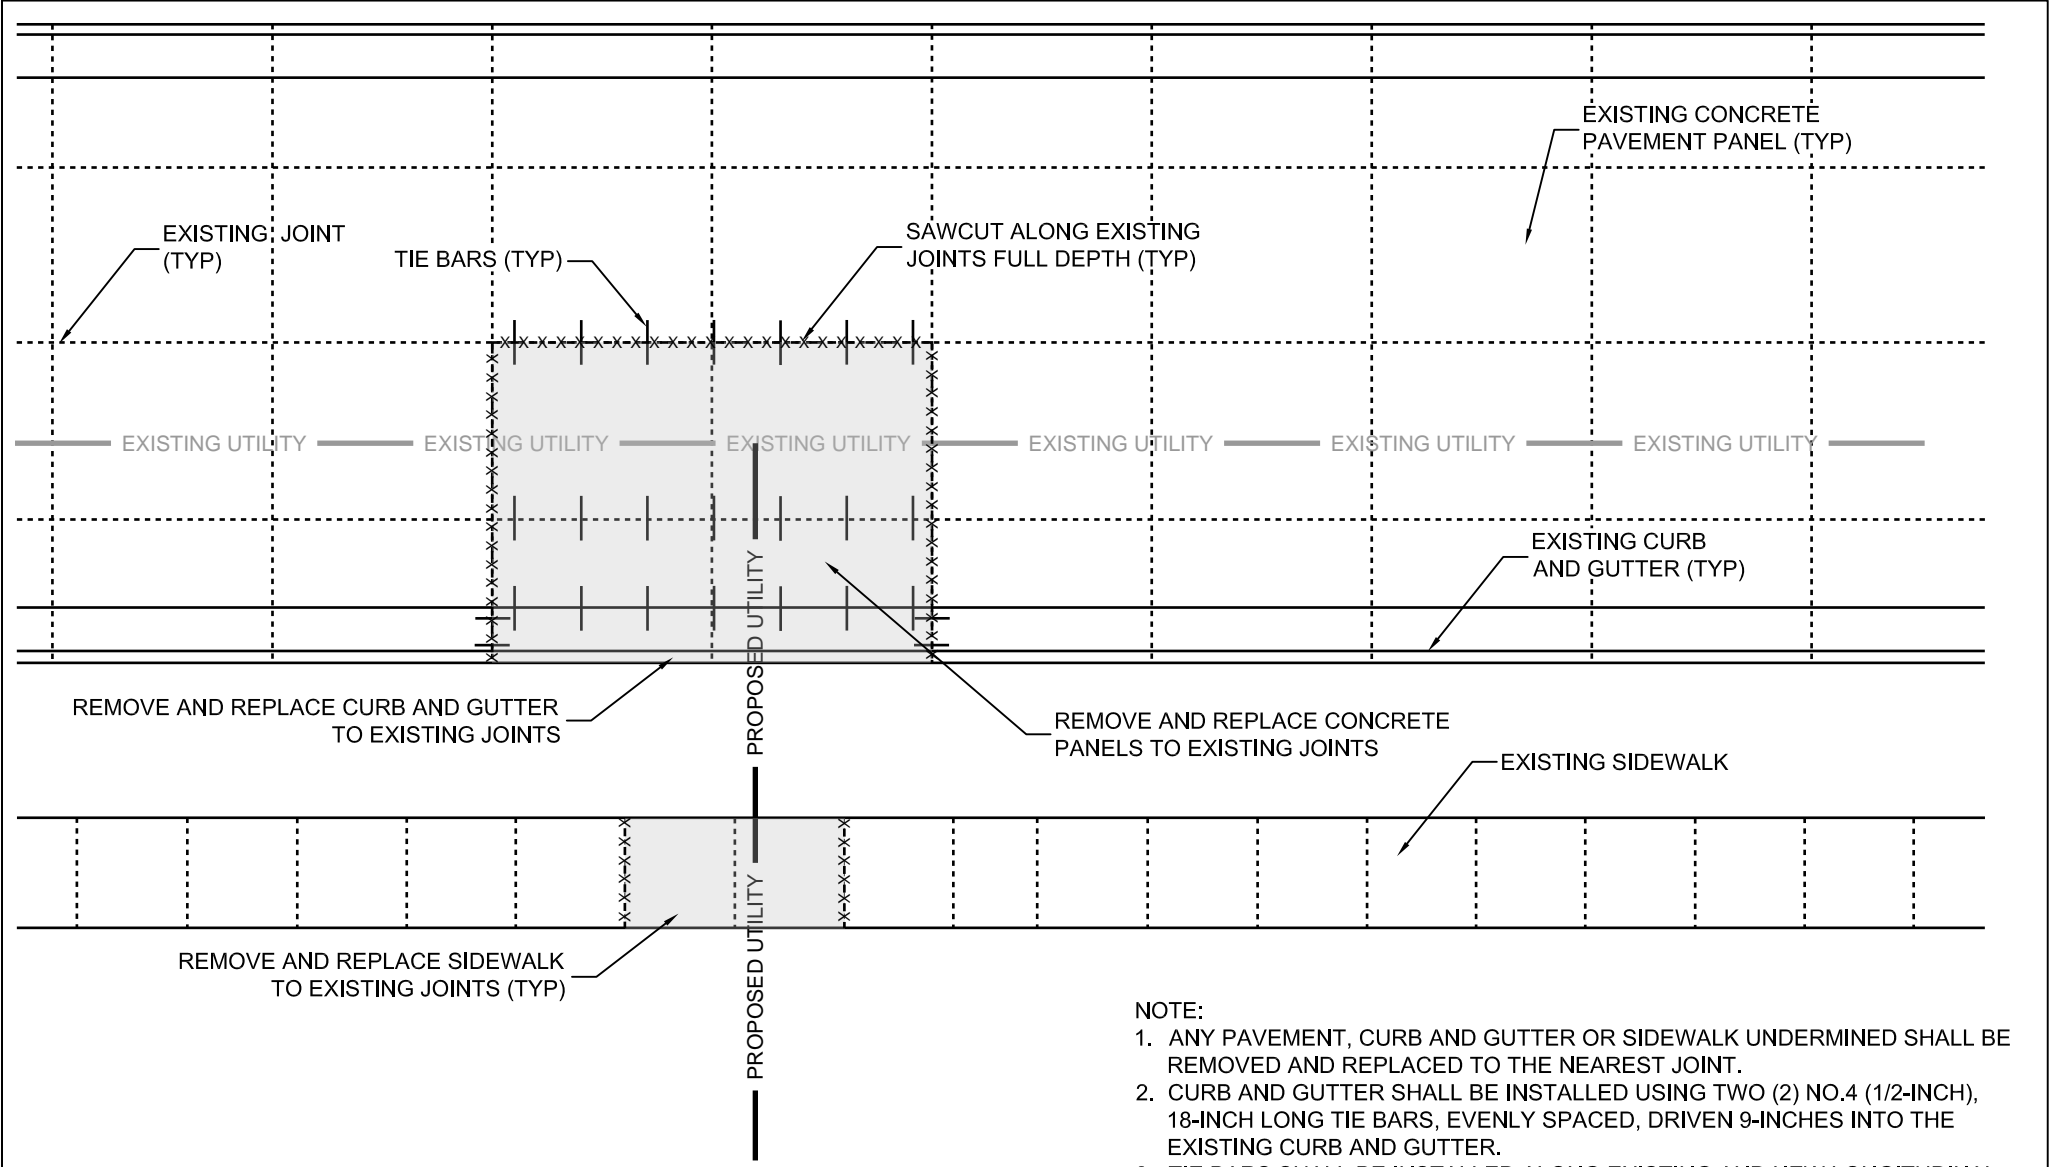 EXISTING CONCRETE
PAVEMENT PANEL (TYP)
EXISTING JOINT
(TYP)
TIE BARS (TYP)
SAWCUT ALONG EXISTING
JOINTS FULL DEPTH (TYP)
EXISTING UTILITY
EXISTING UTILITY
EXISTING UTILITY
EXISTING UTILITY
EXISTING UTILITY
EXISTING UTILITY
EXISTING CURB
AND GUTTER (TYP)
PROPOSED UTILITY
REMOVE AND REPLACE CURB AND GUTTER
TO EXISTING JOINTS
REMOVE AND REPLACE CONCRETE
PANELS TO EXISTING JOINTS
EXISTING SIDEWALK
PROPOSED UTILITY
REMOVE AND REPLACE SIDEWALK
TO EXISTING JOINTS (TYP)
NOTE:
1. ANY PAVEMENT, CURB AND GUTTER OR SIDEWALK UNDERMINED SHALL BE
REMOVED AND REPLACED TO THE NEAREST JOINT.
2. CURB AND GUTTER SHALL BE INSTALLED USING TWO (2) NO.4 (1/2-INCH),
18-INCH LONG TIE BARS, EVENLY SPACED, DRIVEN 9-INCHES INTO THE
EXISTING CURB AND GUTTER.